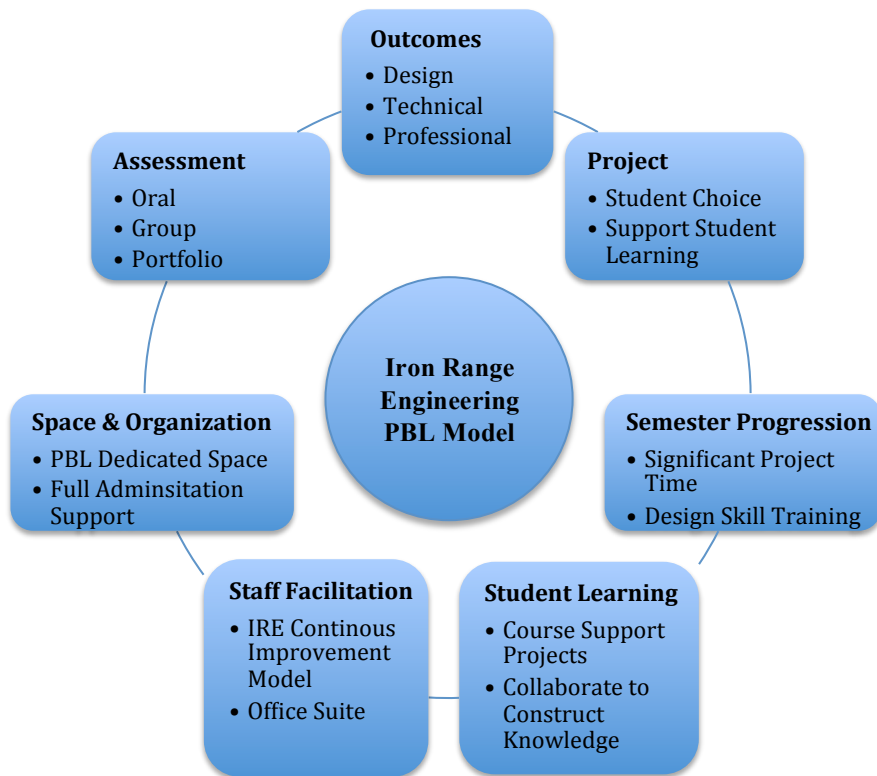 Outcomes
• Design
• Technical
• Professional
Project
• Student Choice
• Support Student
Learning
Semester Progression
• Significant Project
Time
• Design Skill Training
Student Learning
• Course Support
Projects
• Collaborate to
Construct
Knowledge
Staff Facilitation
• IRE Continous
Improvement
Model
• Office Suite
Space & Organization
• PBL Dedicated Space
• Full Adminsitation
Support
Assessment
• Oral
• Group
• Portfolio
Iron Range
Engineering
PBL Model